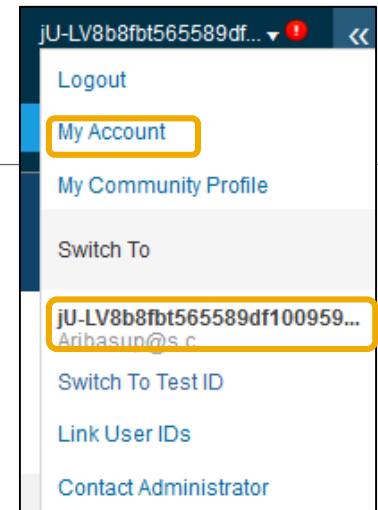 jU-LV8b8fbt565589df...
Logout
My Account
My Community Profile
Switch To
jU-LV8b8fbt565589df100959...
Aribasup@s.c
Switch To Test ID
Link User IDs
Contact Administrator